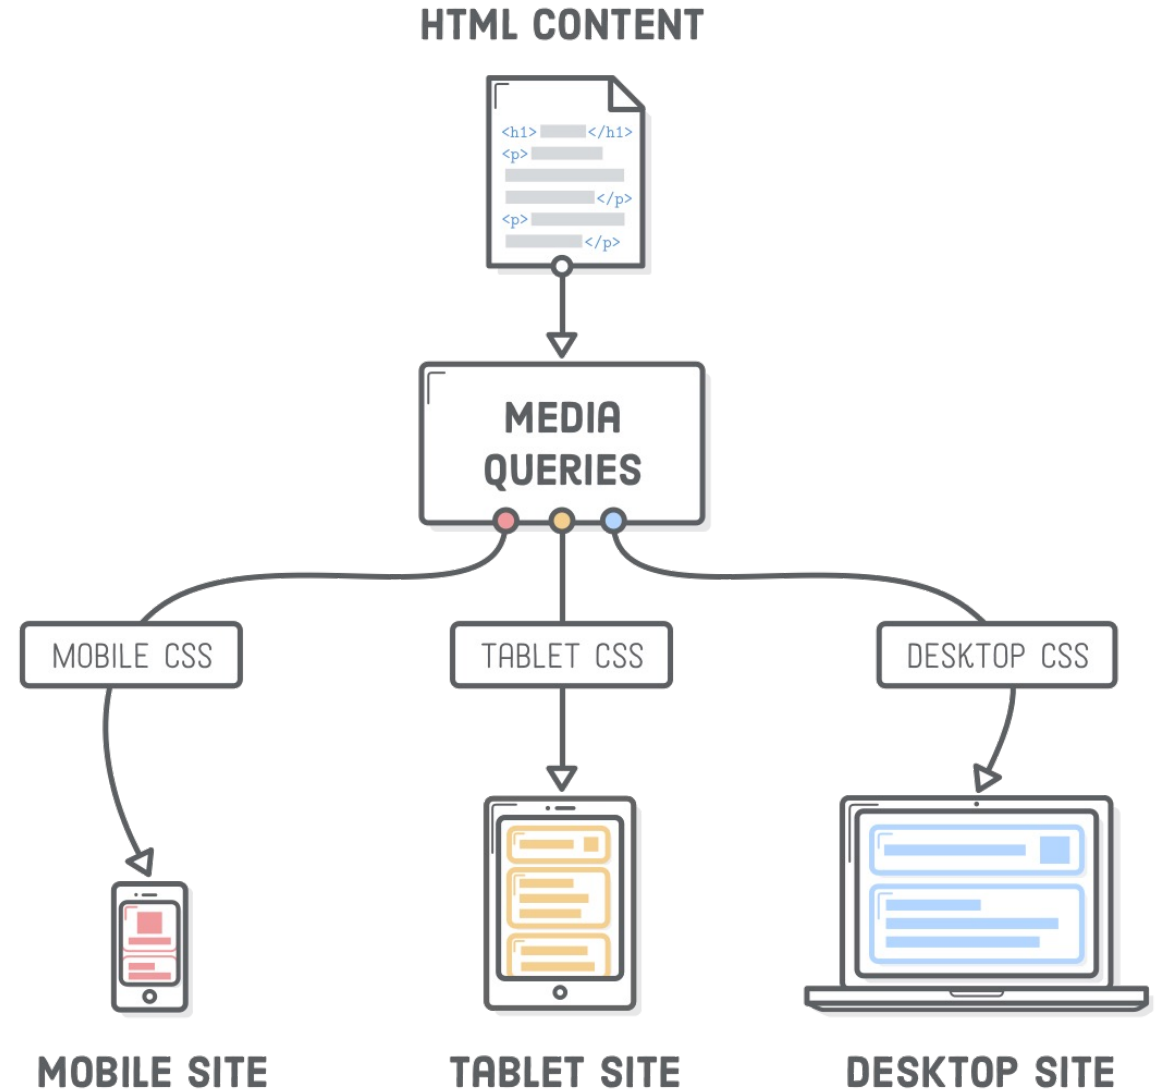 HTML CONTENT
<h1> </h1>
<p>
</p>
<p>
</p>
MEDIA
QUERIES
MOBILE CSS
TABLET CSS
DESKTOP CSS
MOBILE SITE
TABLET SITE
DESKTOP SITE